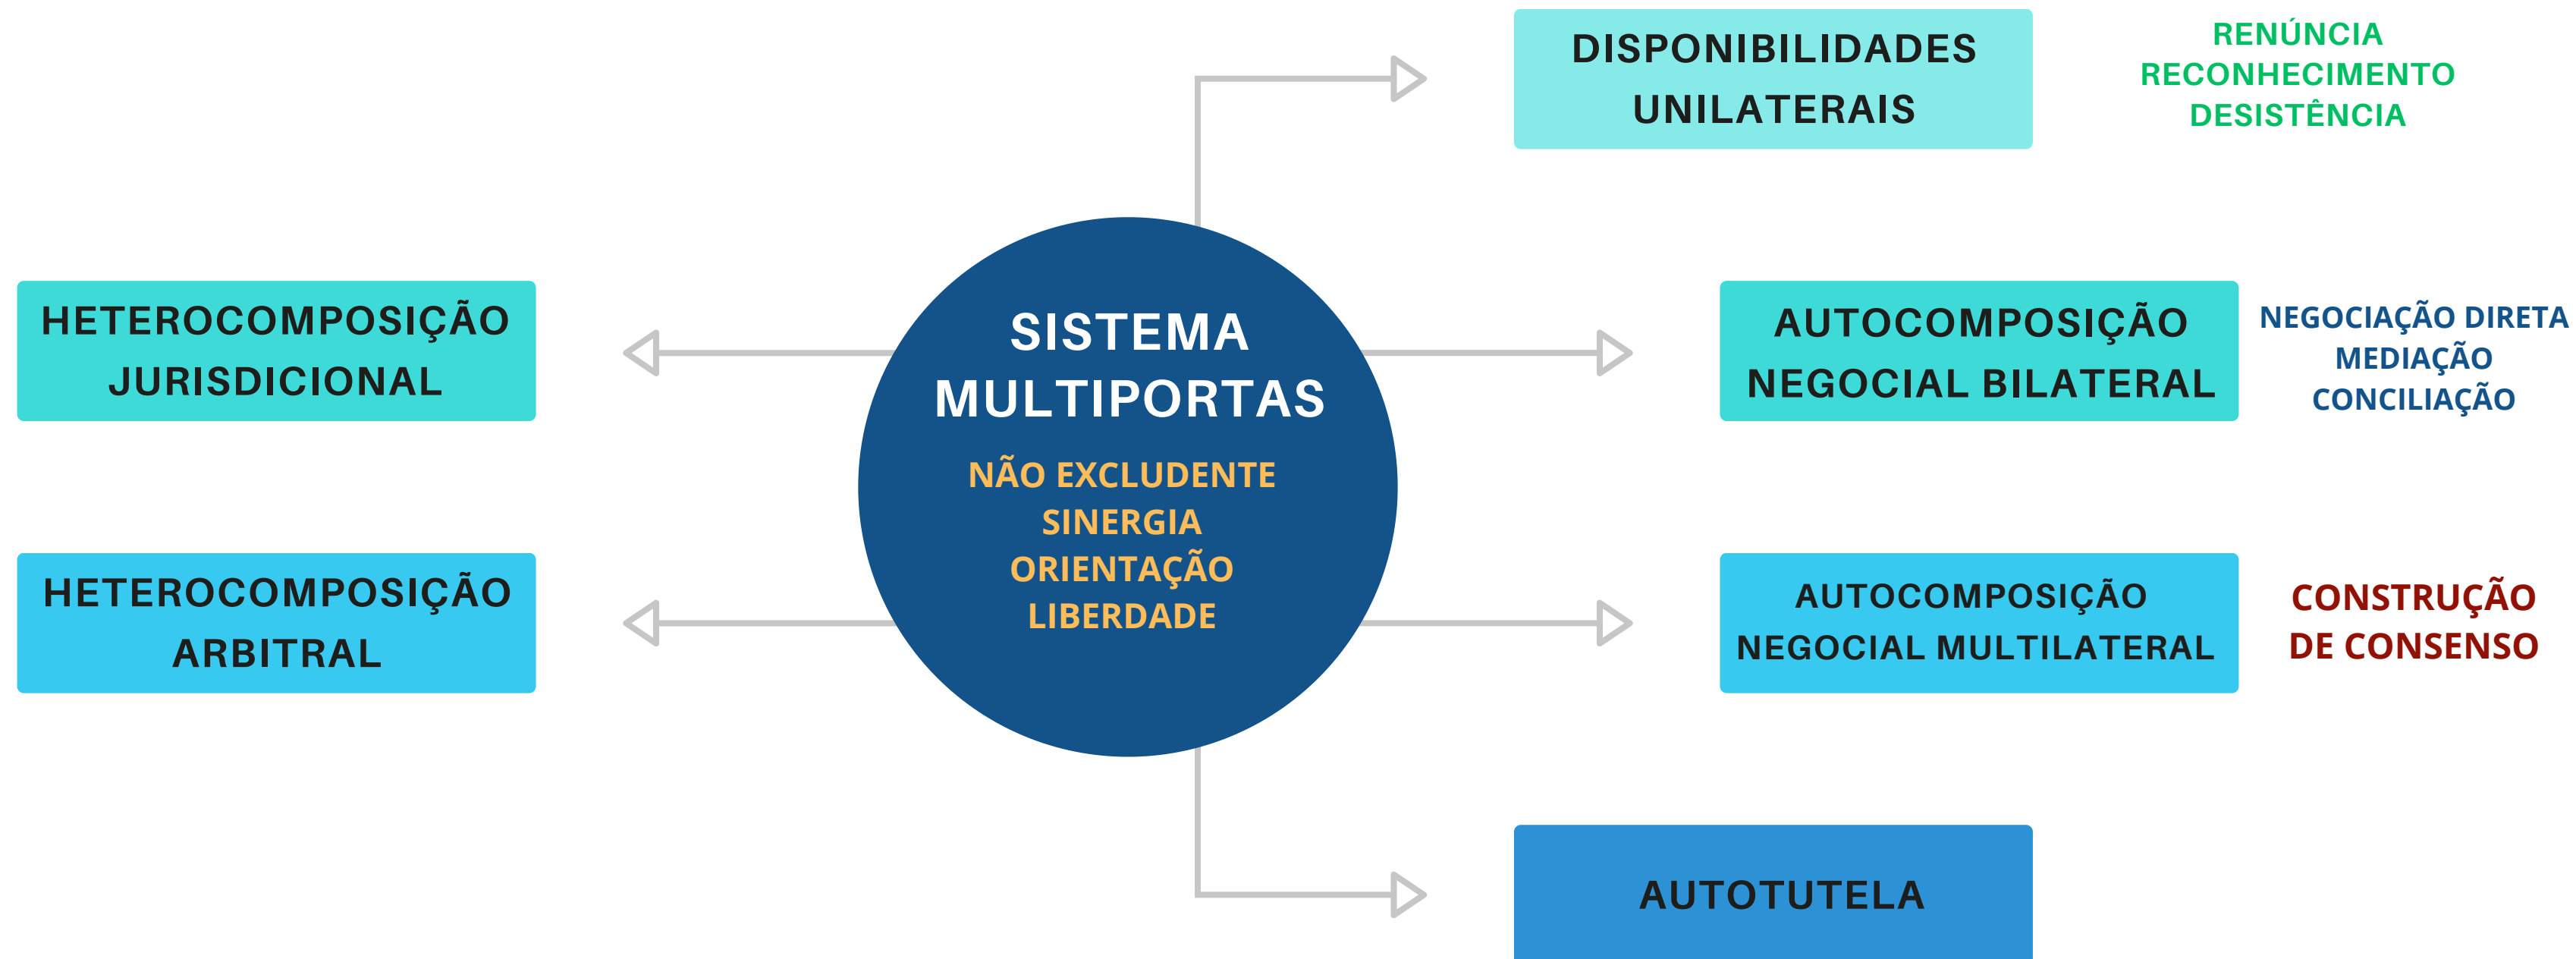 DISPONIBILIDADES
UNILATERAIS
RENÚNCIA
RECONHECIMENTO
DESISTÊNCIA
HETEROCOMPOSIÇÃO
JURISDICIONAL
SISTEMA
MULTIPORTAS
NÃO EXCLUDENTE
SINERGIA
ORIENTAÇÃO
LIBERDADE
AUTOCOMPOSIÇÃO
NEGOCIAL BILATERAL
NEGOCIAÇÃO DIRETA
MEDIAÇÃO
CONCILIAÇÃO
HETEROCOMPOSIÇÃO
ARBITRAL
AUTOCOMPOSIÇÃO
NEGOCIAL MULTILATERAL
CONSTRUÇÃO
DE CONSENSO
AUTOTUTELA